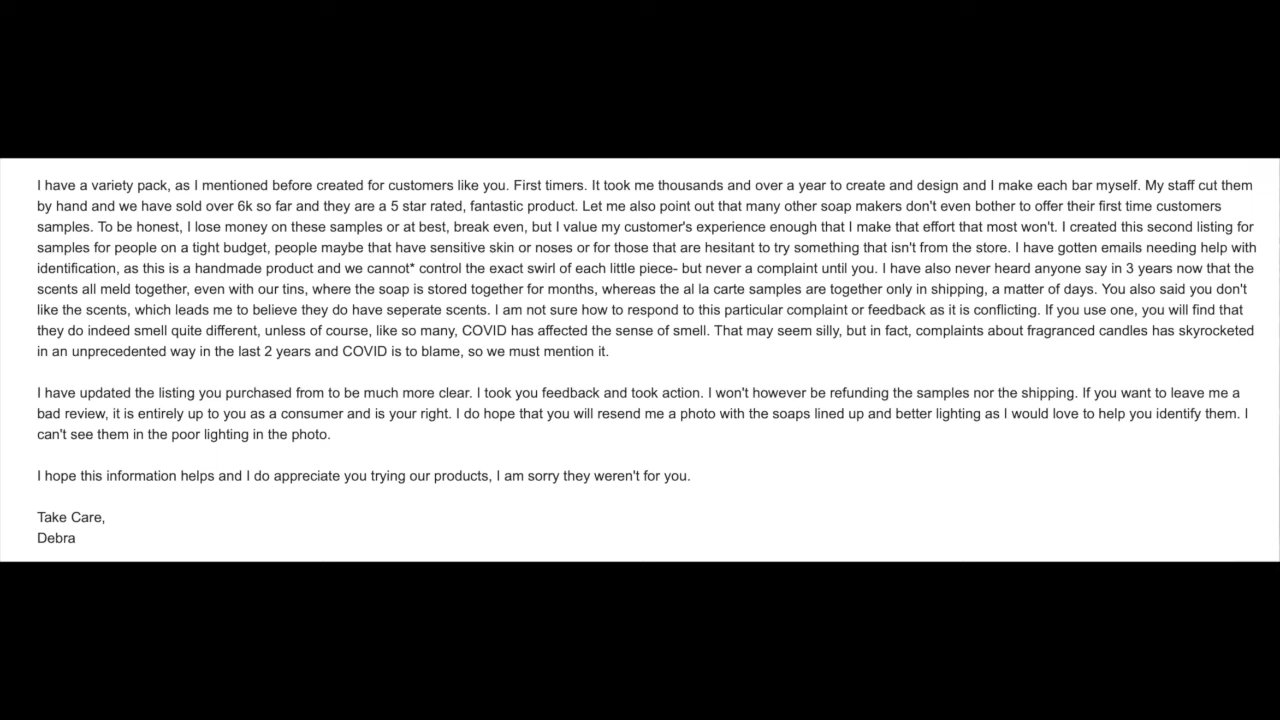 I have a variety pack, as I mentioned before created for customers like you. First timers. It took me thousands and over a year to create and design and I make each bar myself. My staff cut them
by hand and we have sold over 6k so far and they are a 5 star rated, fantastic product. Let me also point out that many other soap makers don't even bother to offer their first time customers
samples. To be honest, I lose money on these samples or at best, break even, but I value my customer's experience enough that I make that effort that most won't. I created this second listing for
samples for people on a tight budget, people maybe that have sensitive skin or noses or for those that are hesitant to try something that isn't from the store. I have gotten emails needing help with
identification, as this is a handmade product and we cannot* control the exact swirl of each little piece- but never a complaint until you. I have also never heard anyone say in 3 years now that the
scents all meld together, even with our tins, where the soap is stored together for months, whereas the al la carte samples are together only in shipping, a matter of days. You also said you don't
like the scents, which leads me to believe they do have seperate scents. I am not sure how to respond to this particular complaint or feedback as it is conflicting. If you use one, you will find that
they do indeed smell quite different, unless of course, like so many, COVID has affected the sense of smell. That may seem silly, but in fact, complaints about fragranced candles has skyrocketed
in an unprecedented way in the last 2 years and COVID is to blame, so we must mention it.
I have updated the listing you purchased from to be much more clear. I took you feedback and took action. I won't however be refunding the samples nor the shipping. If you want to leave me a
bad review, it is entirely up to you as a consumer and is your right. I do hope that you will resend me a photo with the soaps lined up and better lighting as I would love to help you identify them. I
can't see them in the poor lighting in the photo.
I hope this information helps and I do appreciate you trying our products, I am sorry they weren't for you.
Take Care,
Debra